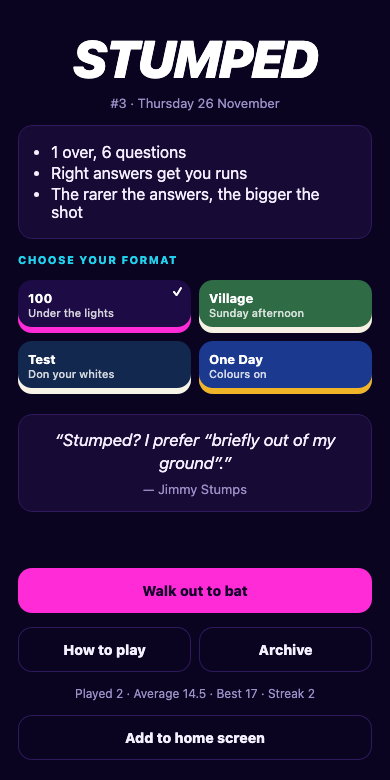 STUMPED
#3 · Thursday 26 November
• 1 over, 6 questions
• Right answers get you runs
• The rarer the answers, the bigger the
shot
CHOOSE YOUR FORMAT
100 ✓
Under the lights
Village
Sunday afternoon
Test
Don your whites
One Day
Colours on
“Stumped? I prefer “briefly out of my
ground”.”
— Jimmy Stumps
Walk out to bat
How to play
Archive
Played 2 · Average 14.5 · Best 17 · Streak 2
Add to home screen